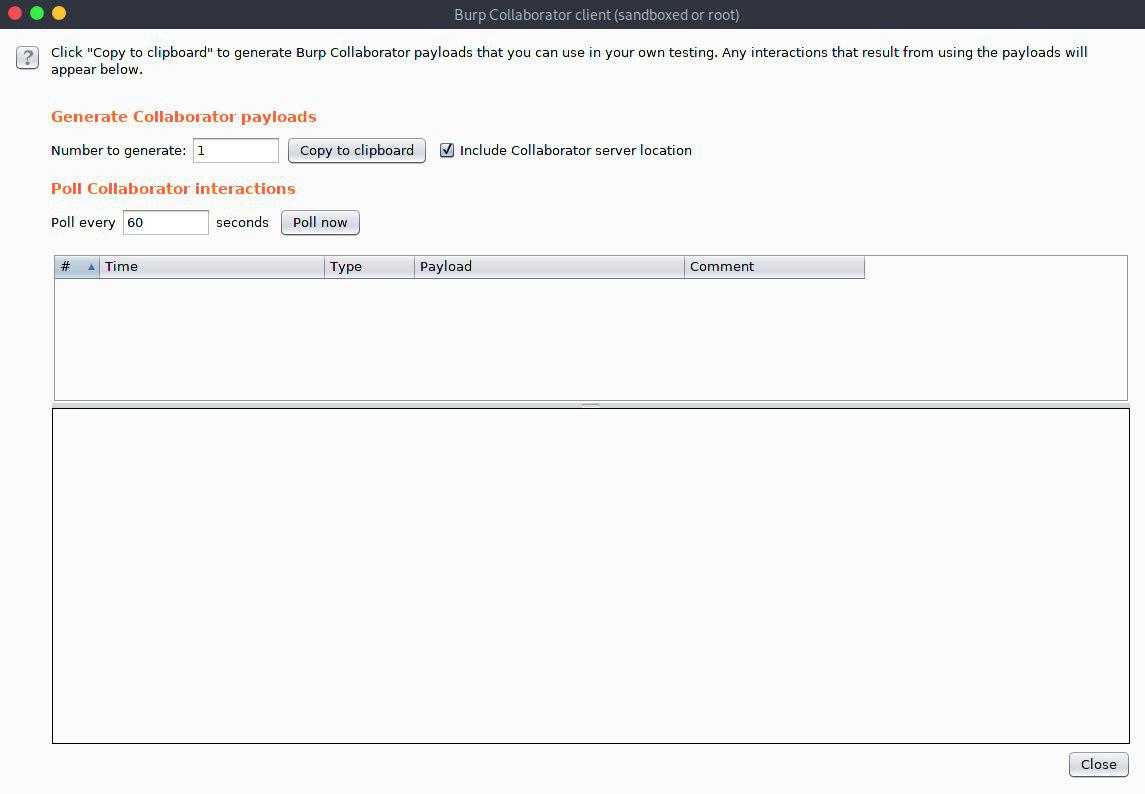 Burp Collaborator client (sandboxed or root)
? Click "Copy to clipboard" to generate Burp Collaborator payloads that you can use in your own testing. Any interactions that result from using the payloads will
appear below.
Generate Collaborator payloads
Number to generate: 1 Copy to clipboard Include Collaborator server location
Poll Collaborator interactions
Poll every 60 seconds Poll now
# Time Type Payload Comment
Close